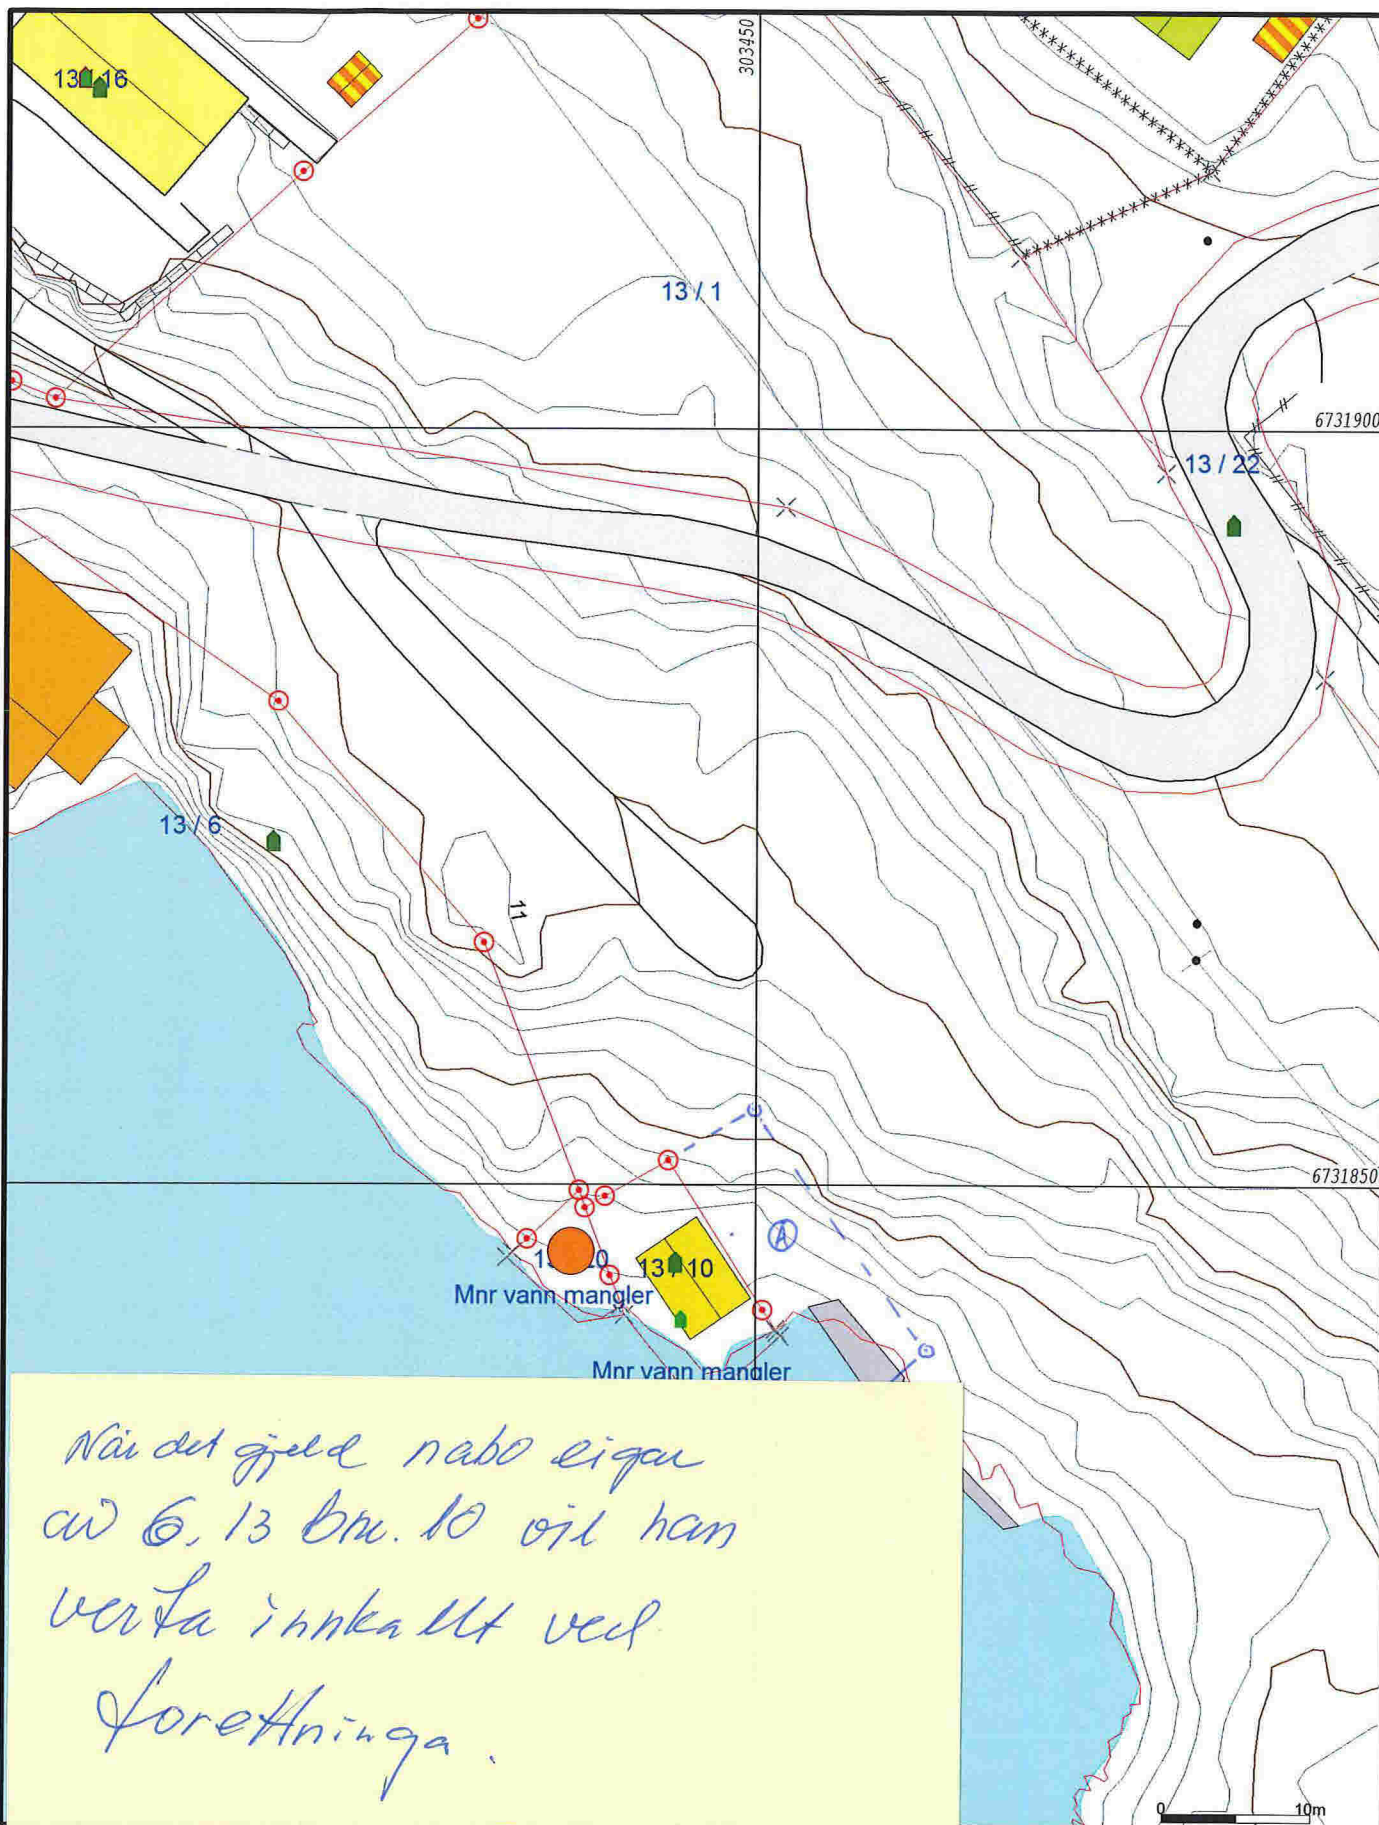 303450
13 / 16
13 / 1
6731900
13 / 22
13 / 6
11
6731850
A
13 / 10
Mnr vann mangler
Mnr vann mangler
Når det gjeld nabo eigar
av G. 13 bnr. 10 vil han
verta innkallt ved
forettninga.
0 10m